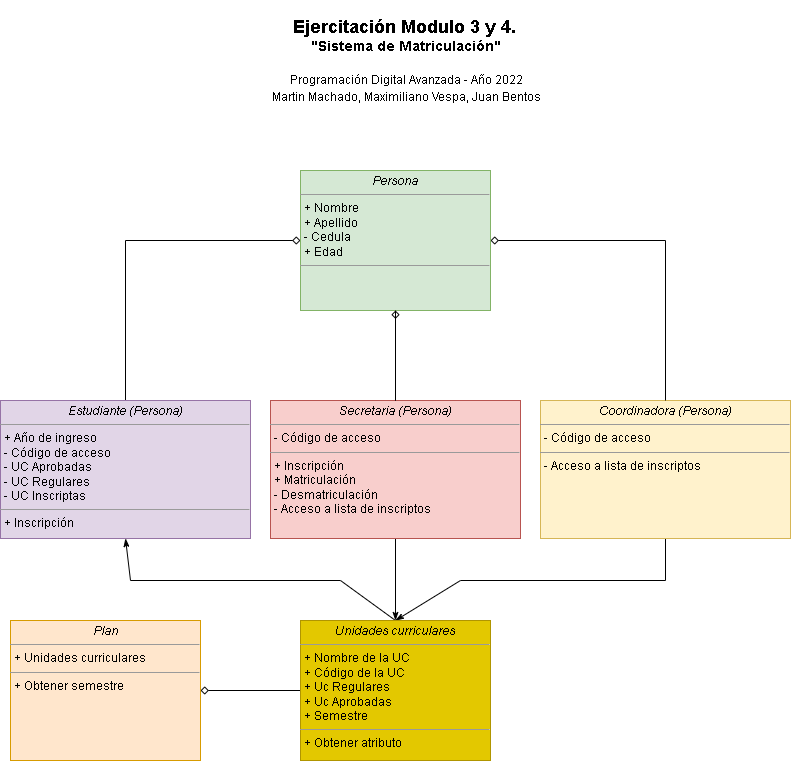 Ejercitación Modulo 3 y 4.
"Sistema de Matriculación"
Programación Digital Avanzada - Año 2022
Martin Machado, Maximiliano Vespa, Juan Bentos
Persona
+ Nombre
+ Apellido
- Cedula
+ Edad
Estudiante (Persona)
+ Año de ingreso
- Código de acceso
- UC Aprobadas
- UC Regulares
- UC Inscriptas
+ Inscripción
Secretaria (Persona)
- Código de acceso
+ Inscripción
+ Matriculación
- Desmatriculación
- Acceso a lista de inscriptos
Coordinadora (Persona)
- Código de acceso
- Acceso a lista de inscriptos
Plan
+ Unidades curriculares
+ Obtener semestre
Unidades curriculares
+ Nombre de la UC
+ Código de la UC
+ Uc Regulares
+ Uc Aprobadas
+ Semestre
+ Obtener atributo